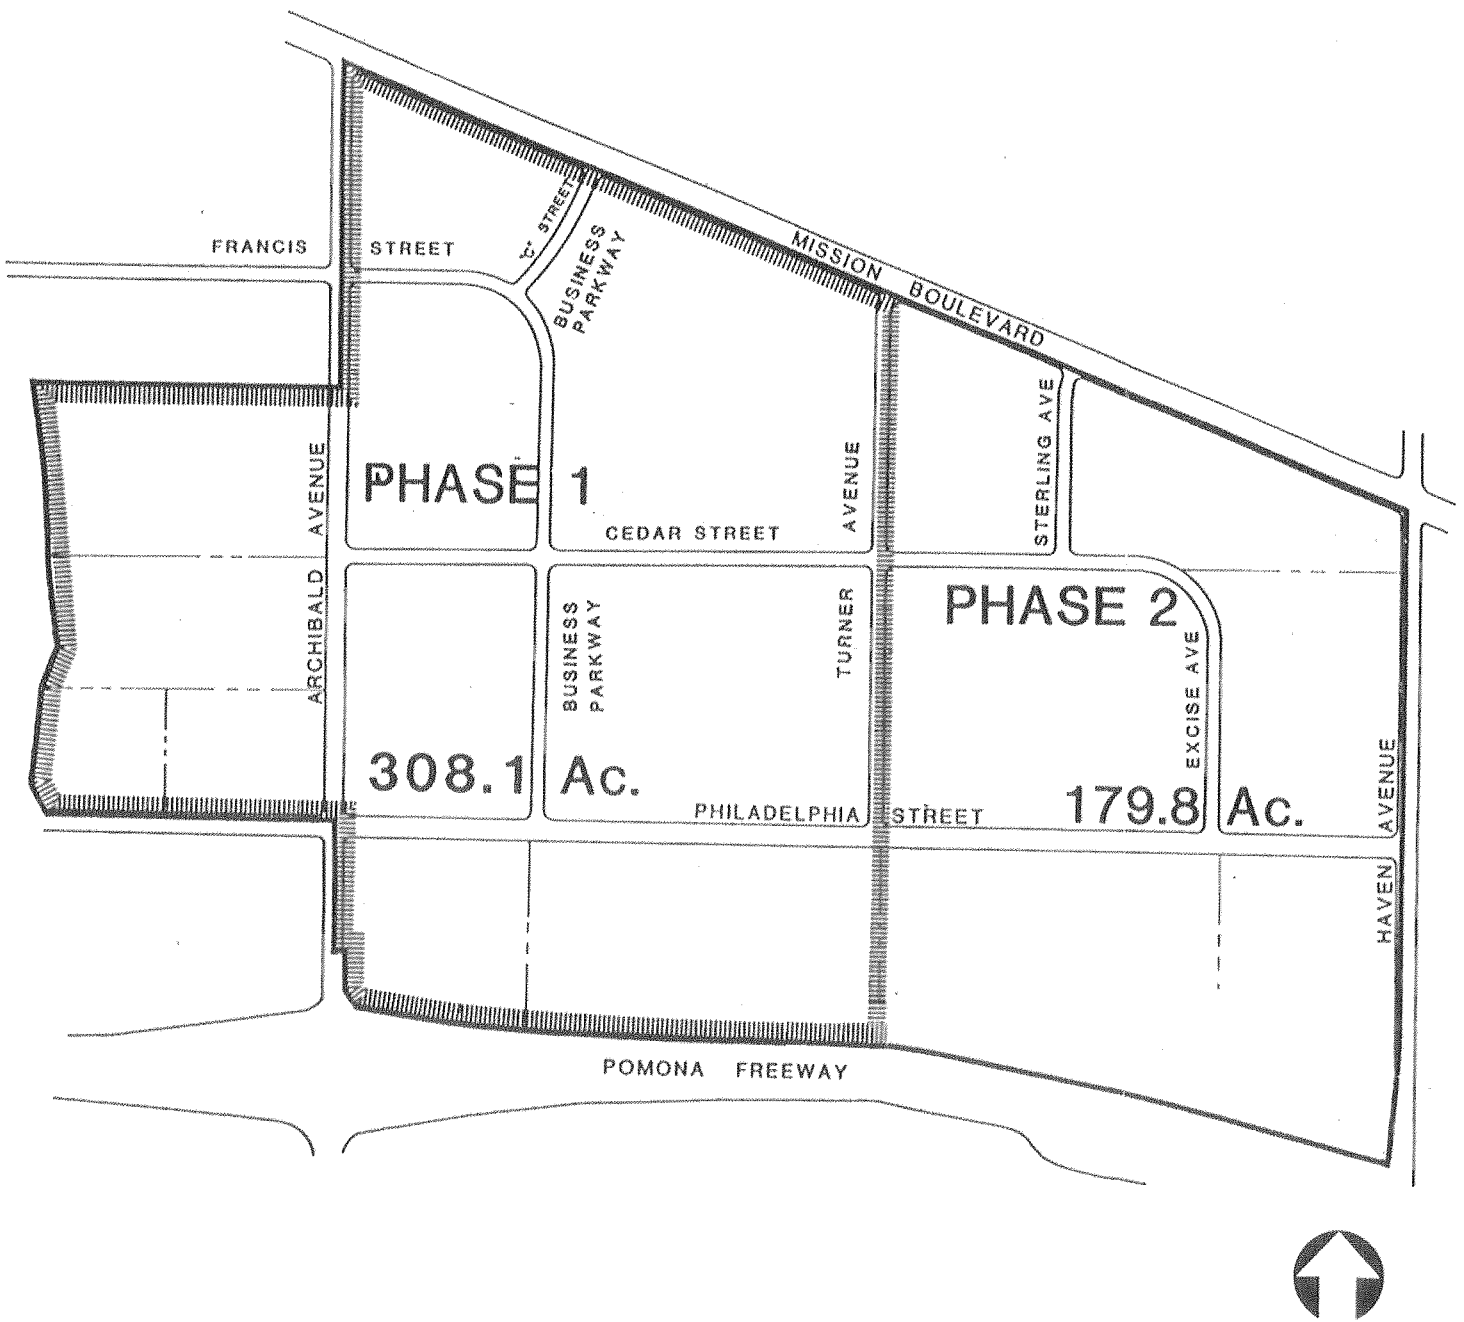 FRANCIS STREET
"C" STREET
BUSINESS
PARKWAY
MISSION BOULEVARD
STERLING AVE
ARCHIBALD AVENUE
PHASE 1
CEDAR STREET
TURNER AVENUE
PHASE 2
BUSINESS
PARKWAY
EXCISE AVE
308.1 Ac.
179.8 Ac.
PHILADELPHIA STREET
HAVEN AVENUE
POMONA FREEWAY